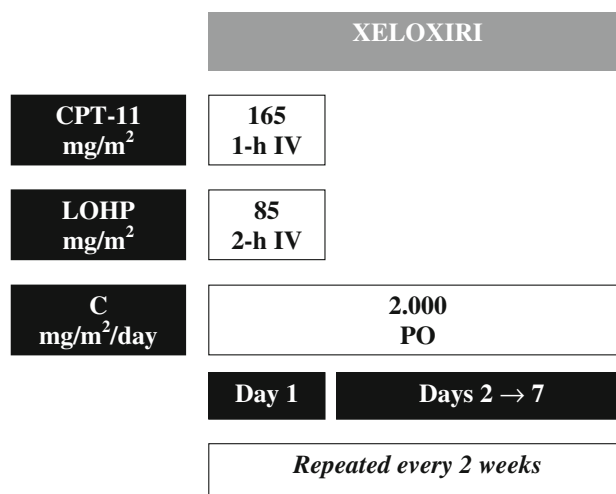 XELOXIRI
CPT-11
mg/m²
165
1-h IV
LOHP
mg/m²
85
2-h IV
C
mg/m²/day
2.000
PO
Day 1
Days 2 → 7
Repeated every 2 weeks